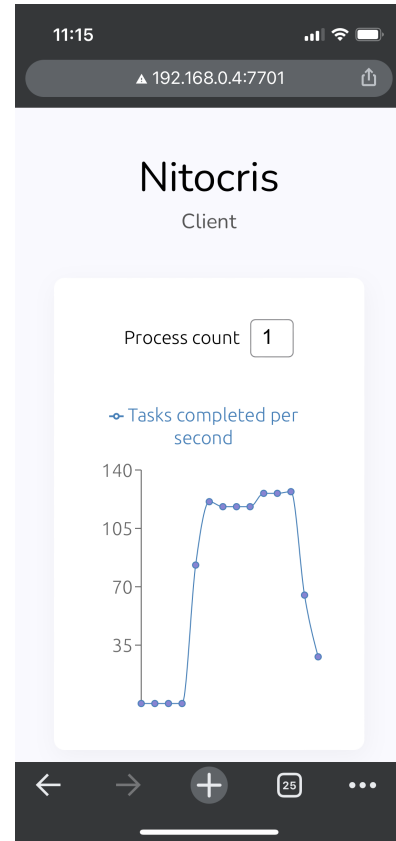 11:15
192.168.0.4:7701
Nitocris
Client
Process count 1
Tasks completed per
second
140
105
70
35
25